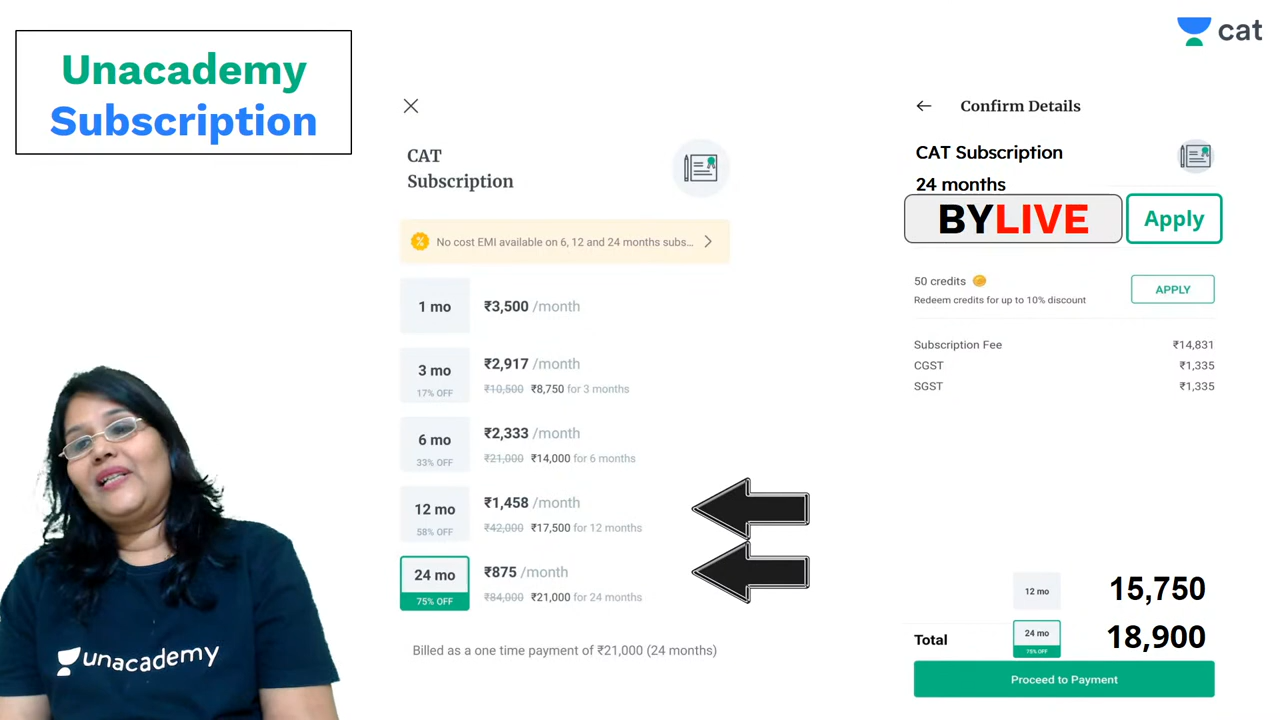 Unacademy
Subscription
cat
CAT
Subscription
No cost EMI available on 6, 12 and 24 months subs...
1 mo
₹3,500 /month
3 mo
17% OFF
₹2,917 /month
₹10,500 ₹8,750 for 3 months
6 mo
33% OFF
₹2,333 /month
₹21,000 ₹14,000 for 6 months
12 mo
58% OFF
₹1,458 /month
₹42,000 ₹17,500 for 12 months
24 mo
75% OFF
₹875 /month
₹84,000 ₹21,000 for 24 months
Billed as a one time payment of ₹21,000 (24 months)
Confirm Details
CAT Subscription
24 months
BYLIVE
Apply
50 credits
Redeem credits for up to 10% discount
APPLY
Subscription Fee ₹14,831
CGST ₹1,335
SGST ₹1,335
12 mo 15,750
Total 24 mo 18,900
75% OFF
Proceed to Payment
unacademy